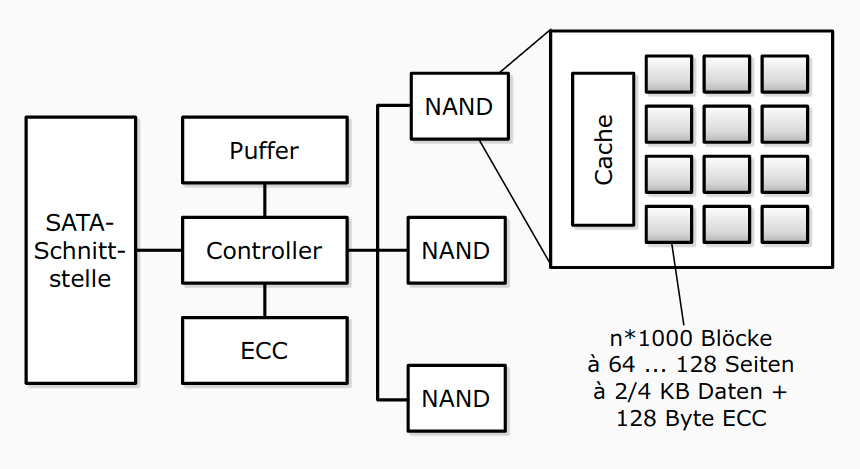 SATA-
Schnitt-
stelle
Puffer
Controller
ECC
NAND
NAND
NAND
Cache
n*1000 Blöcke
à 64 ... 128 Seiten
à 2/4 KB Daten +
128 Byte ECC